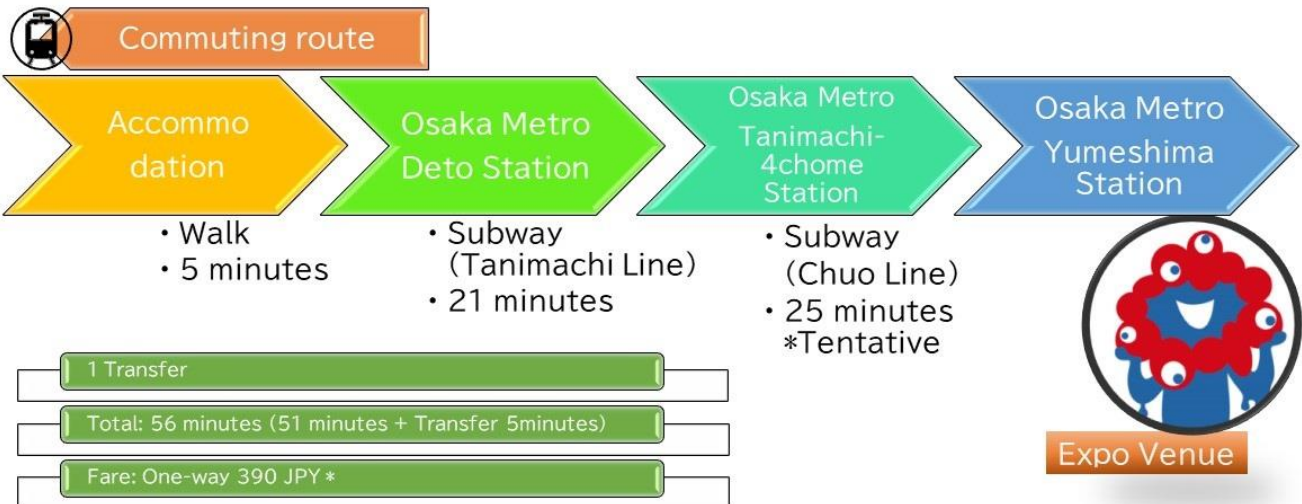 Commuting route
Accommo
dation
Osaka Metro
Deto Station
Osaka Metro
Tanimachi-
4chome
Station
Osaka Metro
Yumeshima
Station
・Walk
・5 minutes
・Subway
(Tanimachi Line)
・21 minutes
・Subway
(Chuo Line)
・25 minutes
*Tentative
1 Transfer
Total: 56 minutes (51 minutes + Transfer 5minutes)
Fare: One-way 390 JPY *
Expo Venue